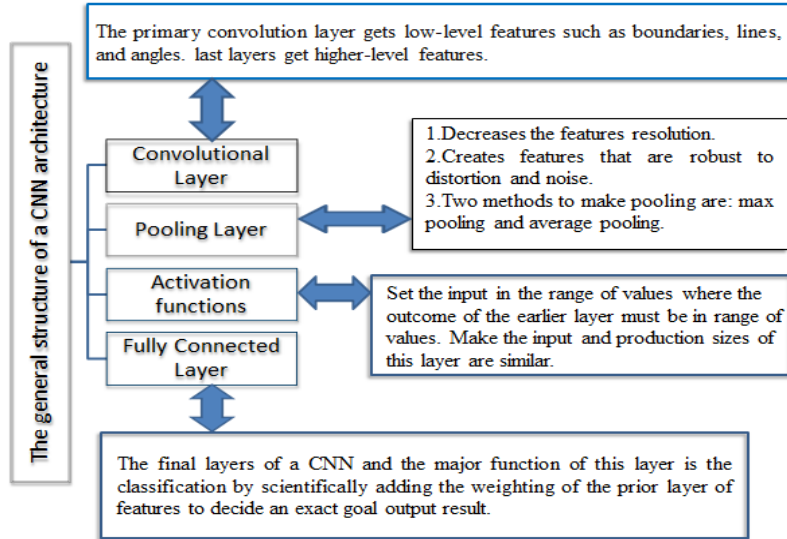 The primary convolution layer gets low-level features such as boundaries, lines,
and angles. last layers get higher-level features.
The general structure of a CNN architecture
Convolutional
Layer
Pooling Layer
1.Decreases the features resolution.
2.Creates features that are robust to
distortion and noise.
3.Two methods to make pooling are: max
pooling and average pooling.
Activation
functions
Set the input in the range of values where the
outcome of the earlier layer must be in range of
values. Make the input and production sizes of
this layer are similar.
Fully Connected
Layer
The final layers of a CNN and the major function of this layer is the
classification by scientifically adding the weighting of the prior layer of
features to decide an exact goal output result.